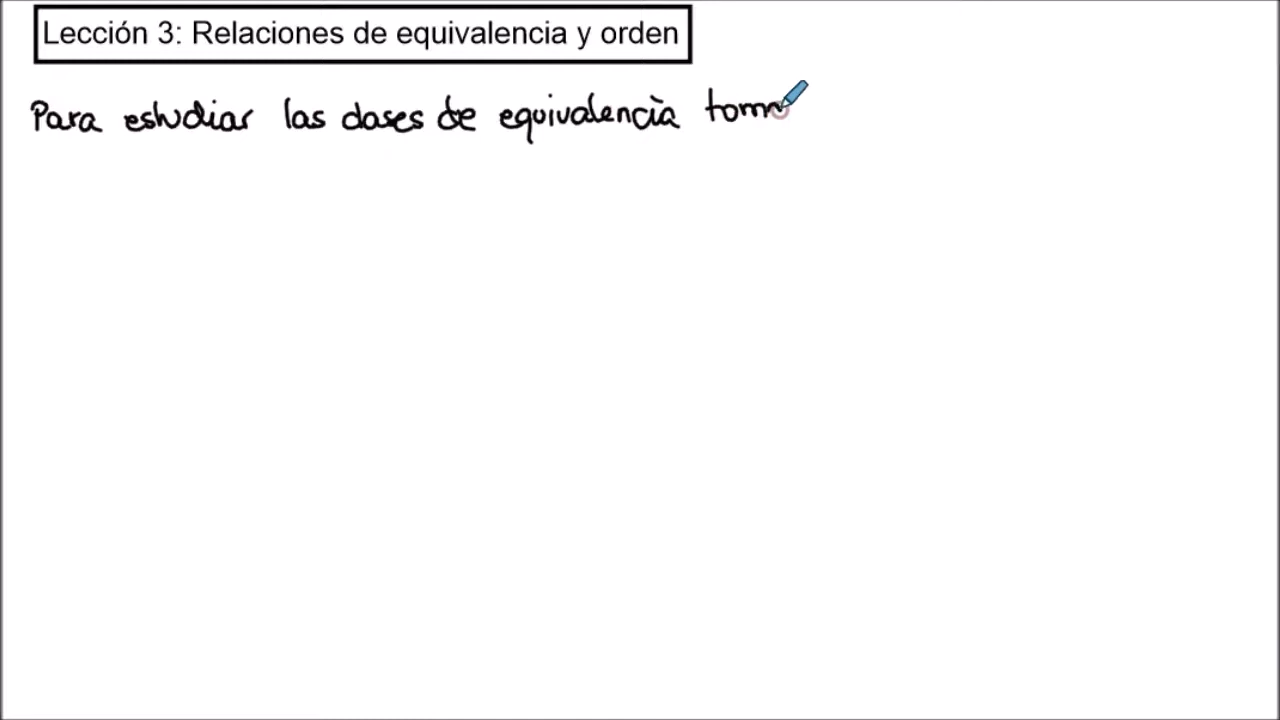 Lección 3: Relaciones de equivalencia y orden
Para estudiar las clases de equivalencia tom